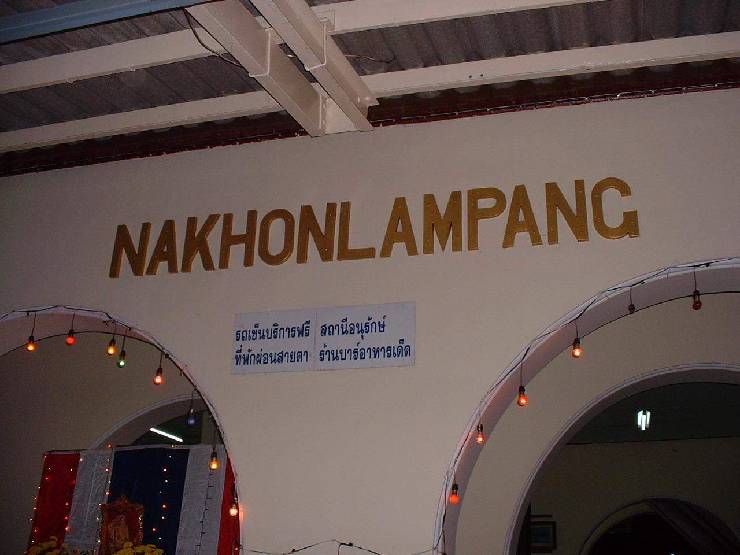 NAKHONLAMPANG
รถเข็นบริการฟรี สถานีอนุรักษ์
ที่พักผ่อนสายตา ร้านบาร์อาหารเด็ด